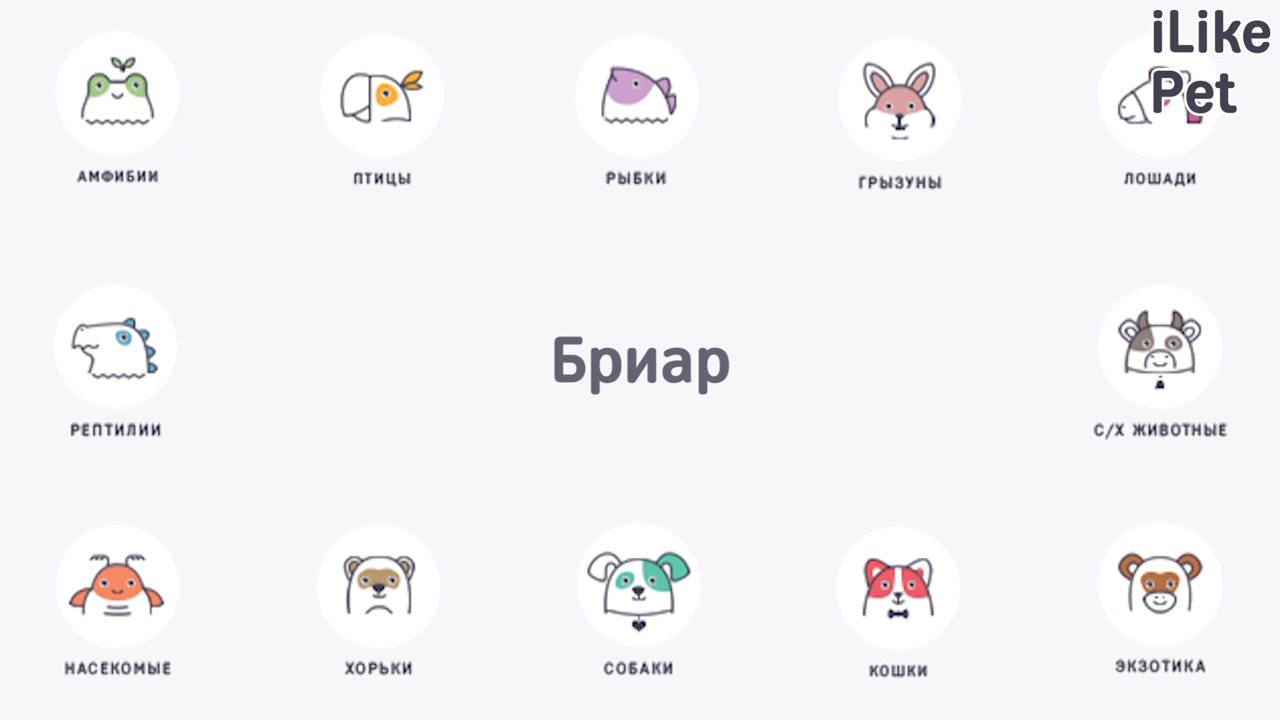 iLike
Pet
АМФИБИИ
ПТИЦЫ
РЫБКИ
ГРЫЗУНЫ
ЛОШАДИ
РЕПТИЛИИ
Бриар
С/Х ЖИВОТНЫЕ
НАСЕКОМЫЕ
ХОРЬКИ
СОБАКИ
КОШКИ
ЭКЗОТИКА